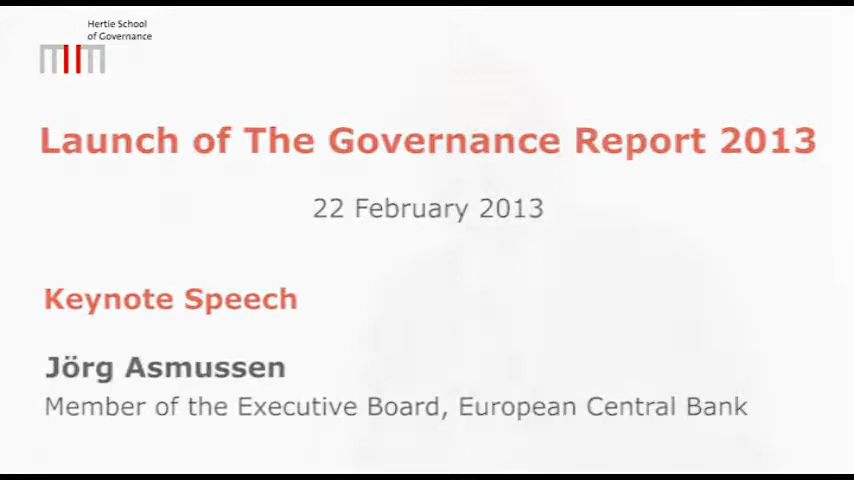 Hertie School
of Governance
Launch of The Governance Report 2013
22 February 2013
Keynote Speech
Jörg Asmussen
Member of the Executive Board, European Central Bank